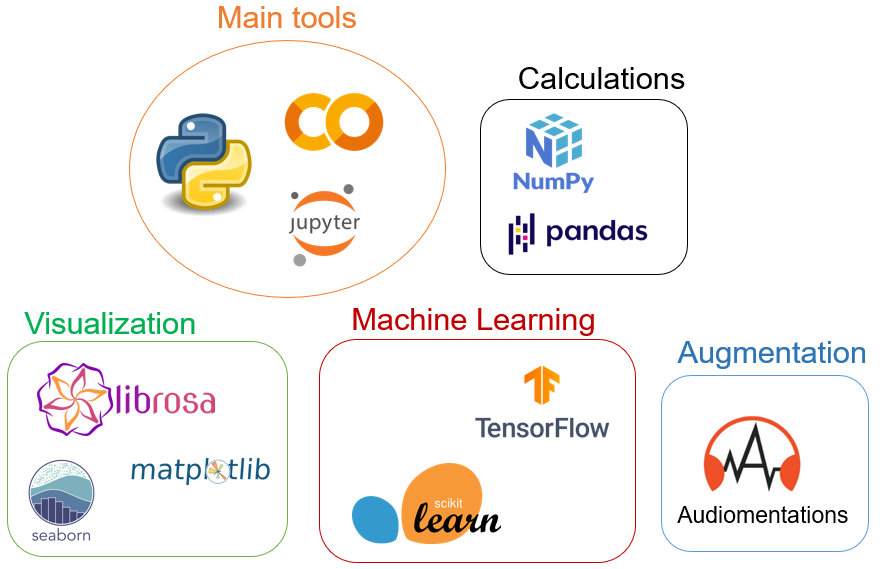 Main tools
Calculations
NumPy
jupyter
pandas
Visualization
Machine Learning
Augmentation
librosa
TensorFlow
matplotlib
seaborn
scikit
learn
Audiomentations